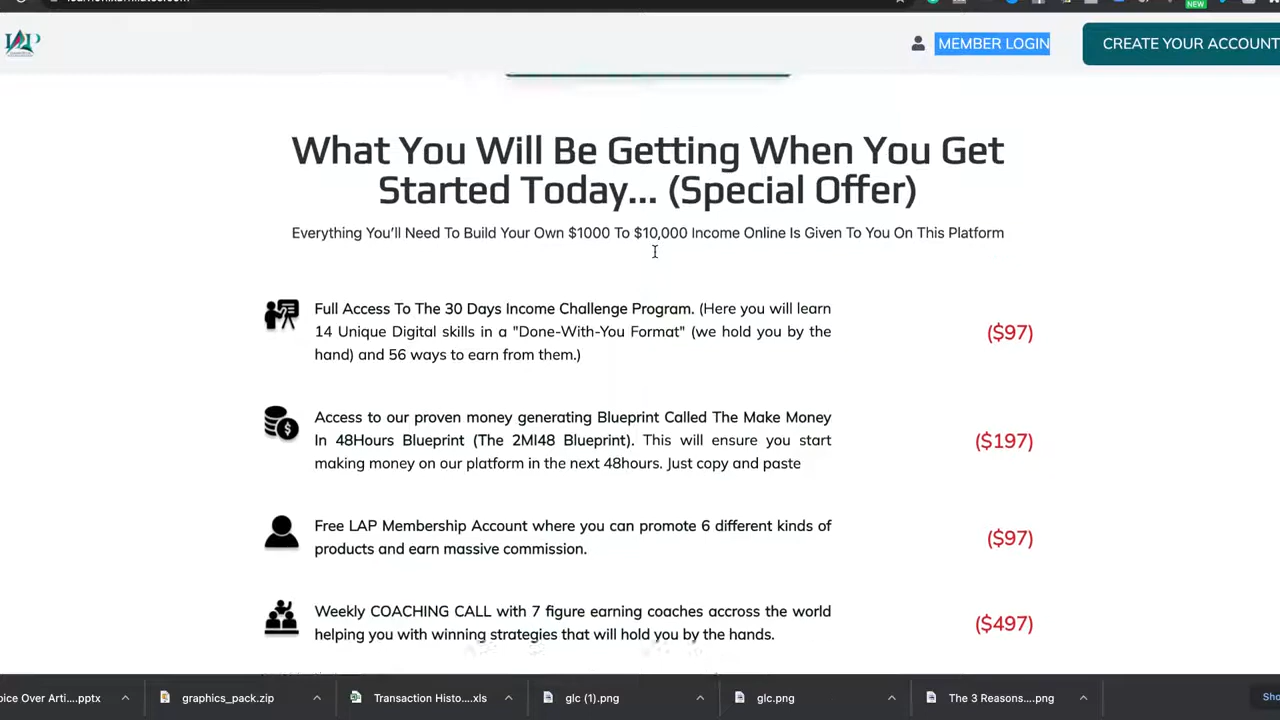 NEW
LAP
MEMBER LOGIN
CREATE YOUR ACCOUNT
What You Will Be Getting When You Get
Started Today... (Special Offer)
Everything You'll Need To Build Your Own $1000 To $10,000 Income Online Is Given To You On This Platform
Full Access To The 30 Days Income Challenge Program. (Here you will learn
14 Unique Digital skills in a "Done-With-You Format" (we hold you by the
hand) and 56 ways to earn from them.)
($97)
Access to our proven money generating Blueprint Called The Make Money
In 48Hours Blueprint (The 2MI48 Blueprint). This will ensure you start
making money on our platform in the next 48hours. Just copy and paste
($197)
Free LAP Membership Account where you can promote 6 different kinds of
products and earn massive commission.
($97)
Weekly COACHING CALL with 7 figure earning coaches accross the world
helping you with winning strategies that will hold you by the hands.
($497)
oice Over Arti....pptx
graphics_pack.zip
Transaction Histo....xls
glc (1).png
glc.png
The 3 Reasons....png
Sho